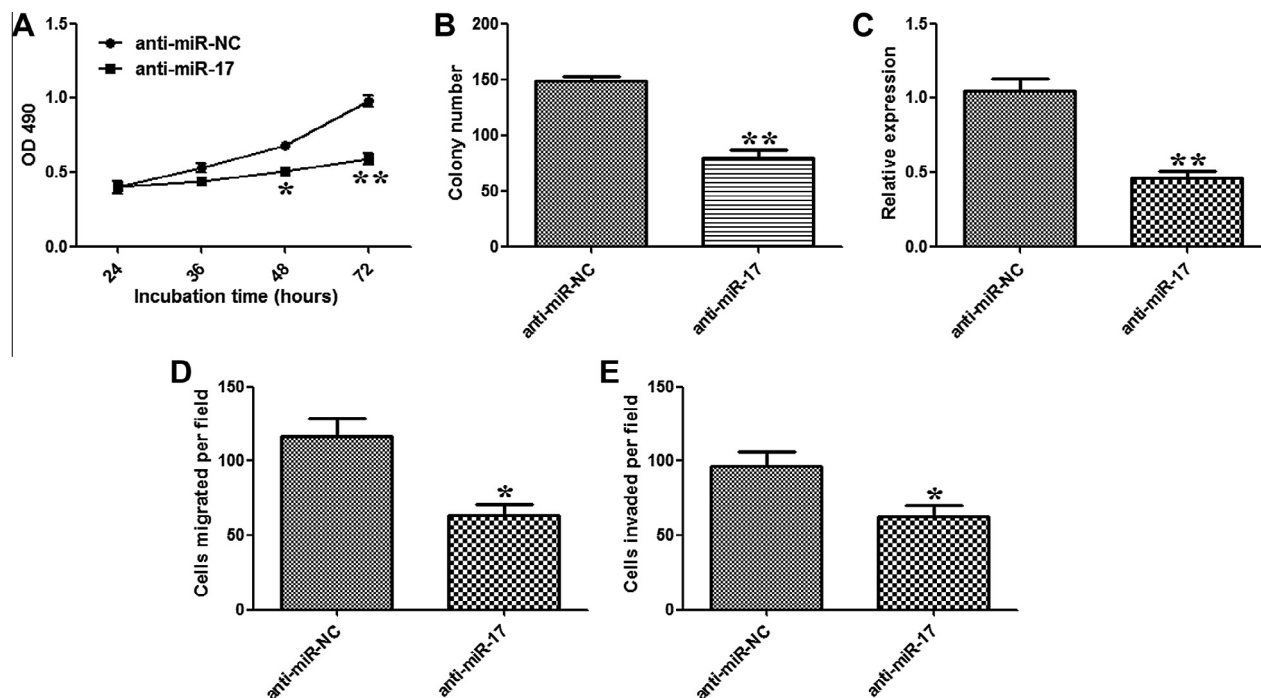 A
OD 490
1.5
1.0
0.5
0.0
anti-miR-NC
anti-miR-17
*
**
24
36
48
72
Incubation time (hours)
B
Colony number
200
150
100
50
0
**
anti-miR-NC
anti-miR-17
C
Relative expression
1.5
1.0
0.5
0.0
**
anti-miR-NC
anti-miR-17
D
Cells migrated per field
150
100
50
0
*
anti-miR-NC
anti-miR-17
E
Cells invaded per field
150
100
50
0
*
anti-miR-NC
anti-miR-17